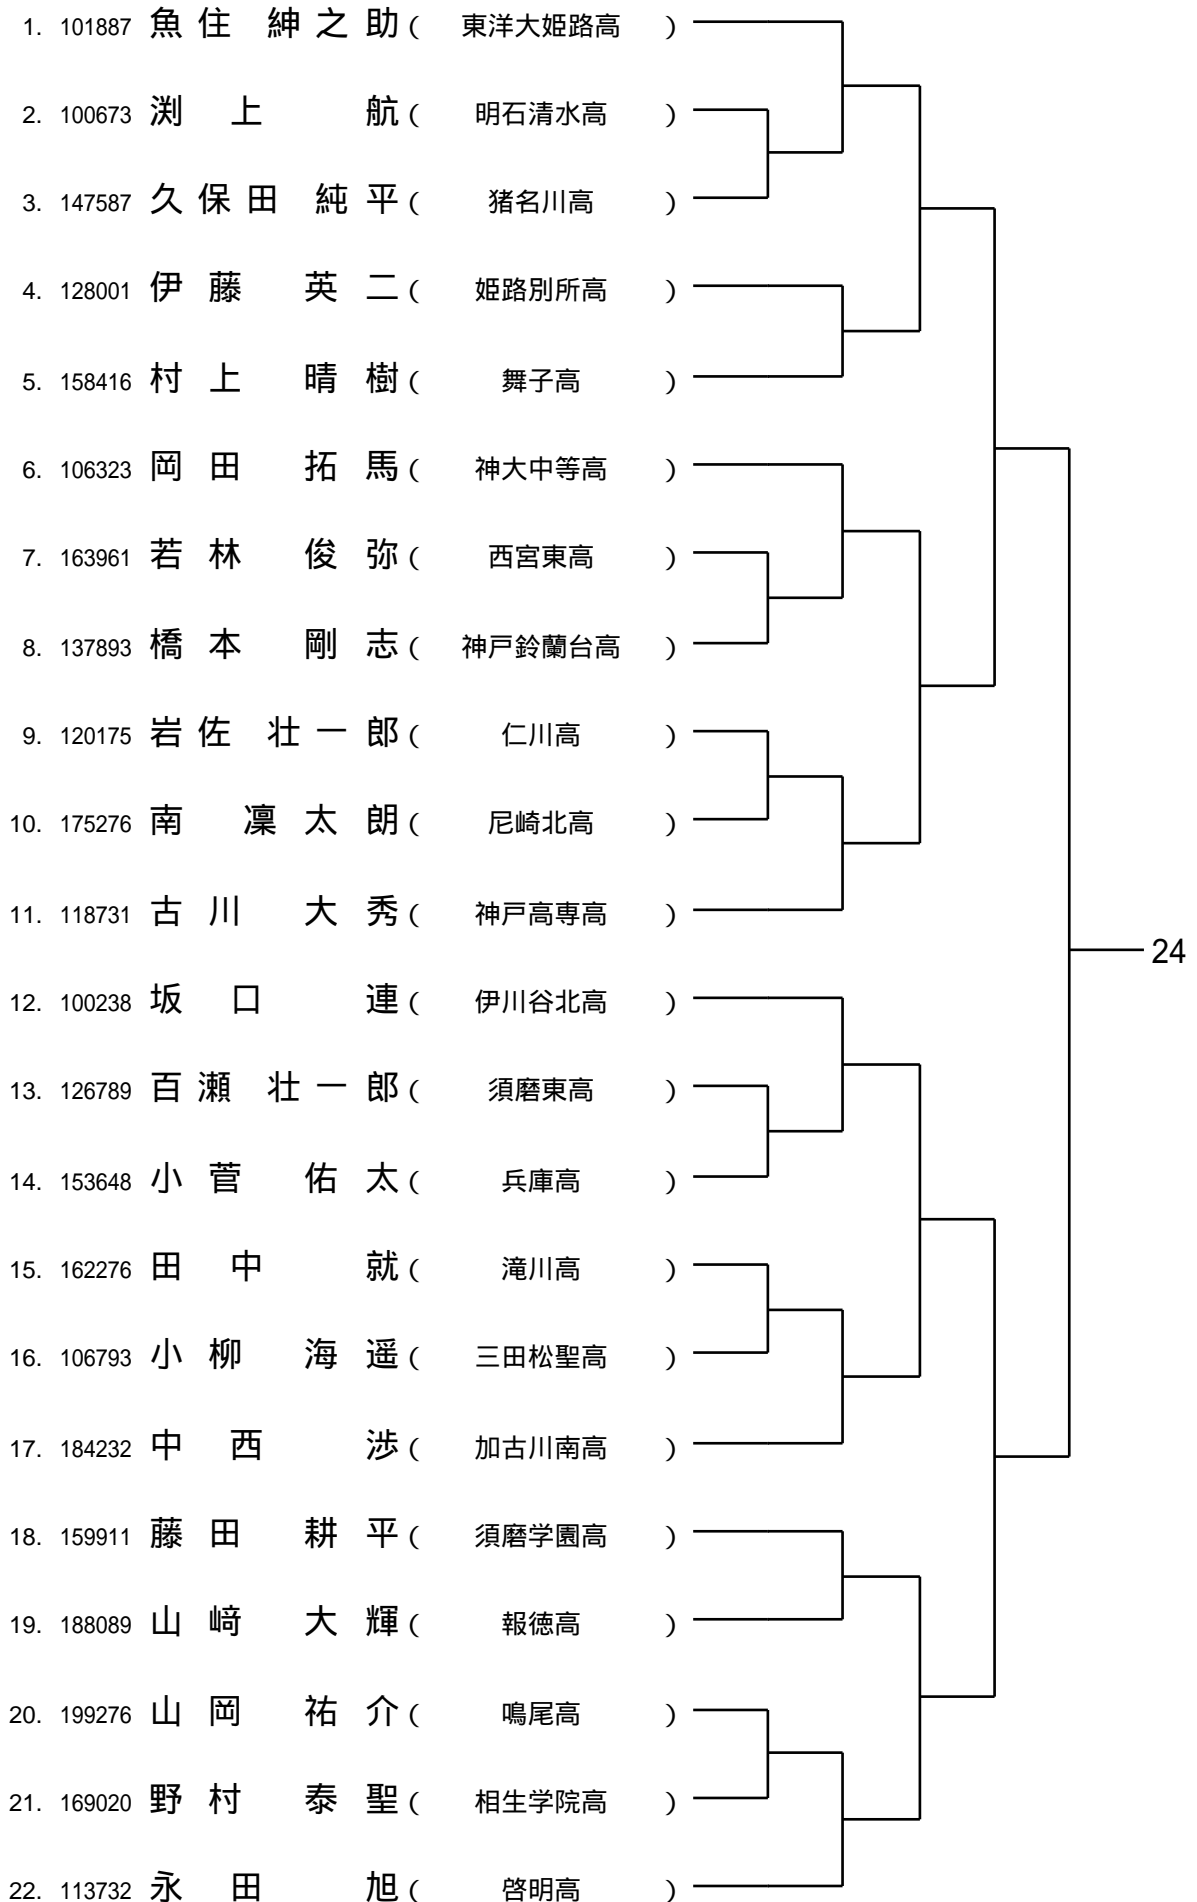 1. 101887 魚住 紳之助 ( 東洋大姫路高 )
2. 100673 渕上 航 ( 明石清水高 )
3. 147587 久保田 純平 ( 猪名川高 )
4. 128001 伊藤 英二 ( 姫路別所高 )
5. 158416 村上 晴樹 ( 舞子高 )
6. 106323 岡田 拓馬 ( 神大中等高 )
7. 163961 若林 俊弥 ( 西宮東高 )
8. 137893 橋本 剛志 ( 神戸鈴蘭台高 )
9. 120175 岩佐 壮一郎 ( 仁川高 )
10. 175276 南 凜太朗 ( 尼崎北高 )
11. 118731 古川 大秀 ( 神戸高専高 )
24
12. 100238 坂口 連 ( 伊川谷北高 )
13. 126789 百瀬 壮一郎 ( 須磨東高 )
14. 153648 小菅 佑太 ( 兵庫高 )
15. 162276 田中 就 ( 滝川高 )
16. 106793 小柳 海遥 ( 三田松聖高 )
17. 184232 中西 渉 ( 加古川南高 )
18. 159911 藤田 耕平 ( 須磨学園高 )
19. 188089 山﨑 大輝 ( 報徳高 )
20. 199276 山岡 祐介 ( 鳴尾高 )
21. 169020 野村 泰聖 ( 相生学院高 )
22. 113732 永田 旭 ( 啓明高 )